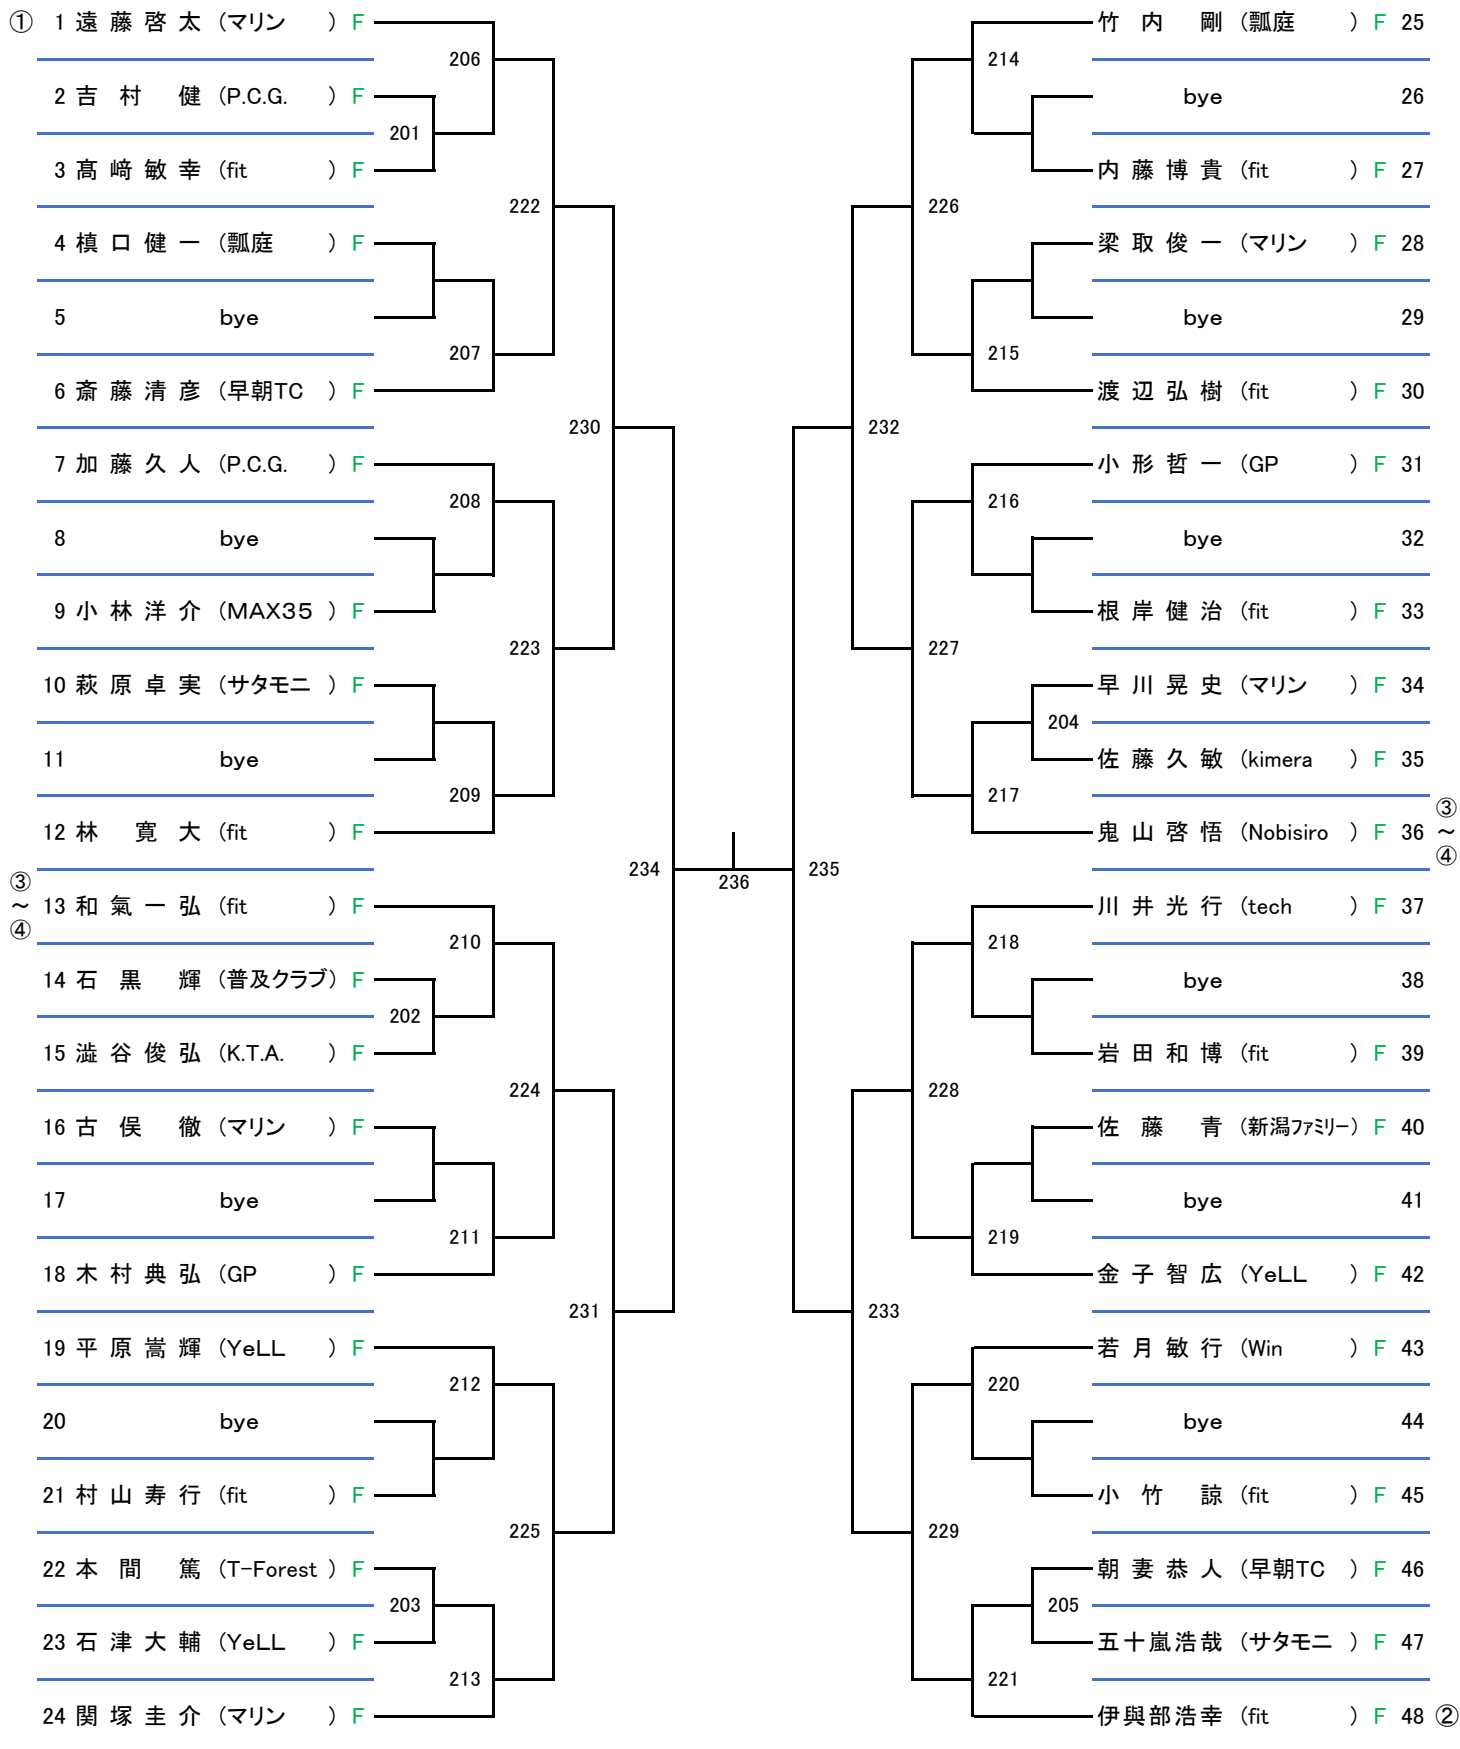 ① 1 遠藤啓太 (マリン) F
206
2 吉村 健 (P.C.G.) F
201
3 髙﨑敏幸 (fit) F
222
4 槙口健一 (瓢庭) F
5 bye
207
6 斎藤清彦 (早朝TC) F
230
7 加藤久人 (P.C.G.) F
208
8 bye
9 小林洋介 (MAX35) F
223
10 萩原卓実 (サタモニ) F
11 bye
209
12 林 寛大 (fit) F
234
③～④ 13 和氣一弘 (fit) F
210
14 石黒 輝 (普及クラブ) F
202
15 澁谷俊弘 (K.T.A.) F
224
16 古俣 徹 (マリン) F
17 bye
211
18 木村典弘 (GP) F
231
19 平原嵩輝 (YeLL) F
212
20 bye
21 村山寿行 (fit) F
225
22 本間 篤 (T-Forest) F
203
23 石津大輔 (YeLL) F
213
24 関塚圭介 (マリン) F
236
竹内 剛 (瓢庭) F 25
214
bye 26
内藤博貴 (fit) F 27
226
梁取俊一 (マリン) F 28
bye 29
215
渡辺弘樹 (fit) F 30
232
小形哲一 (GP) F 31
216
bye 32
根岸健治 (fit) F 33
227
早川晃史 (マリン) F 34
204
佐藤久敏 (kimera) F 35
217
鬼山啓悟 (Nobisiro) F 36 ③～④
235
川井光行 (tech) F 37
218
bye 38
岩田和博 (fit) F 39
228
佐藤 青 (新潟ﾌｧﾐﾘｰ) F 40
bye 41
219
金子智広 (YeLL) F 42
233
若月敏行 (Win) F 43
220
bye 44
小竹 諒 (fit) F 45
229
朝妻恭人 (早朝TC) F 46
205
五十嵐浩哉 (サタモニ) F 47
221
伊與部浩幸 (fit) F 48 ②